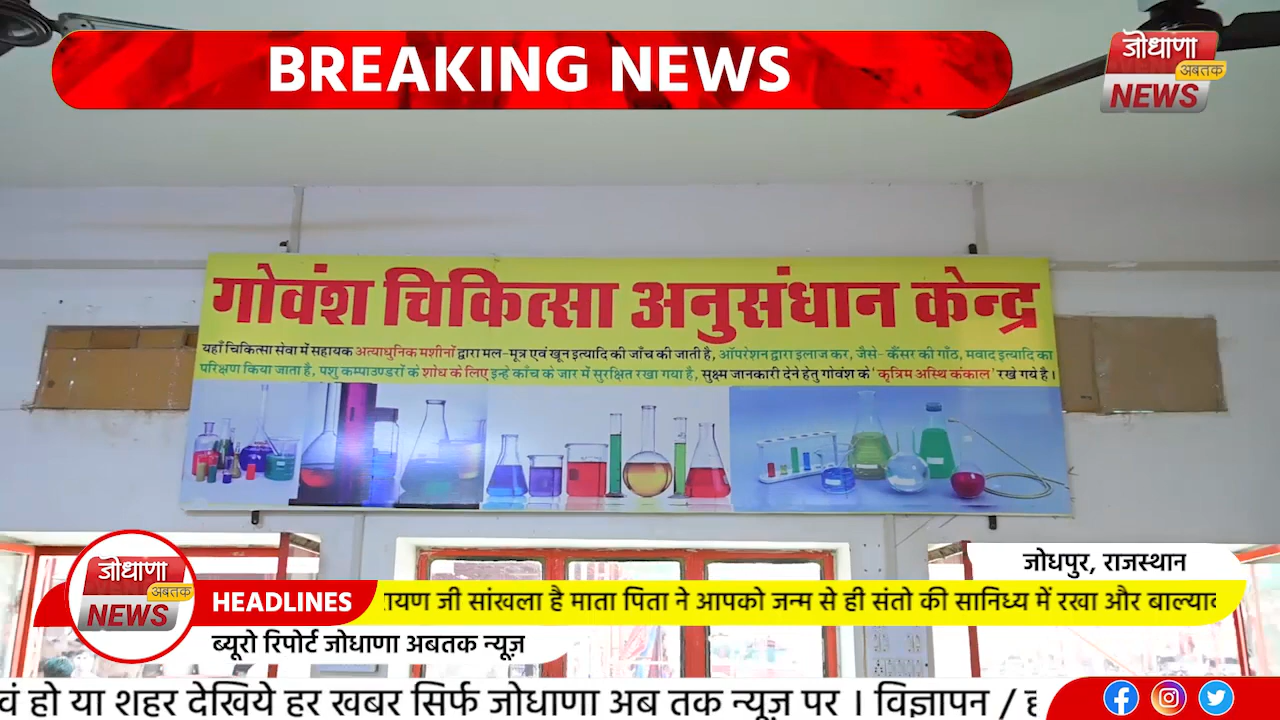 BREAKING NEWS
जोधाणा
अबतक
NEWS
गोवंश चिकित्सा अनुसंधान केन्द्र
यहाँ चिकित्सा सेवा में सहायक अत्याधुनिक मशीनों द्वारा मल-मूत्र एवं खून इत्यादि की जाँच की जाती है, ऑपरेशन द्वारा इलाज कर, जैसे- कैंसर की गाँठ, मवाद इत्यादि का
परिक्षण किया जाता है, पशु कम्पाउण्डरों के शोध के लिए इन्हे काँच के जार में सुरक्षित रखा गया है, सुक्ष्म जानकारी देने हेतु गोवंश के 'कृत्रिम अस्थि कंकाल' रखे गये है।
जोधपुर, राजस्थान
जोधाणा
अबतक
NEWS
HEADLINES
रायण जी सांखला है माता पिता ने आपको जन्म से ही संतो की सानिध्य में रखा और बाल्याव
ब्यूरो रिपोर्ट जोधाणा अबतक न्यूज़
वं हो या शहर देखिये हर खबर सिर्फ जोधाणा अब तक न्यूज़ पर । विज्ञापन /